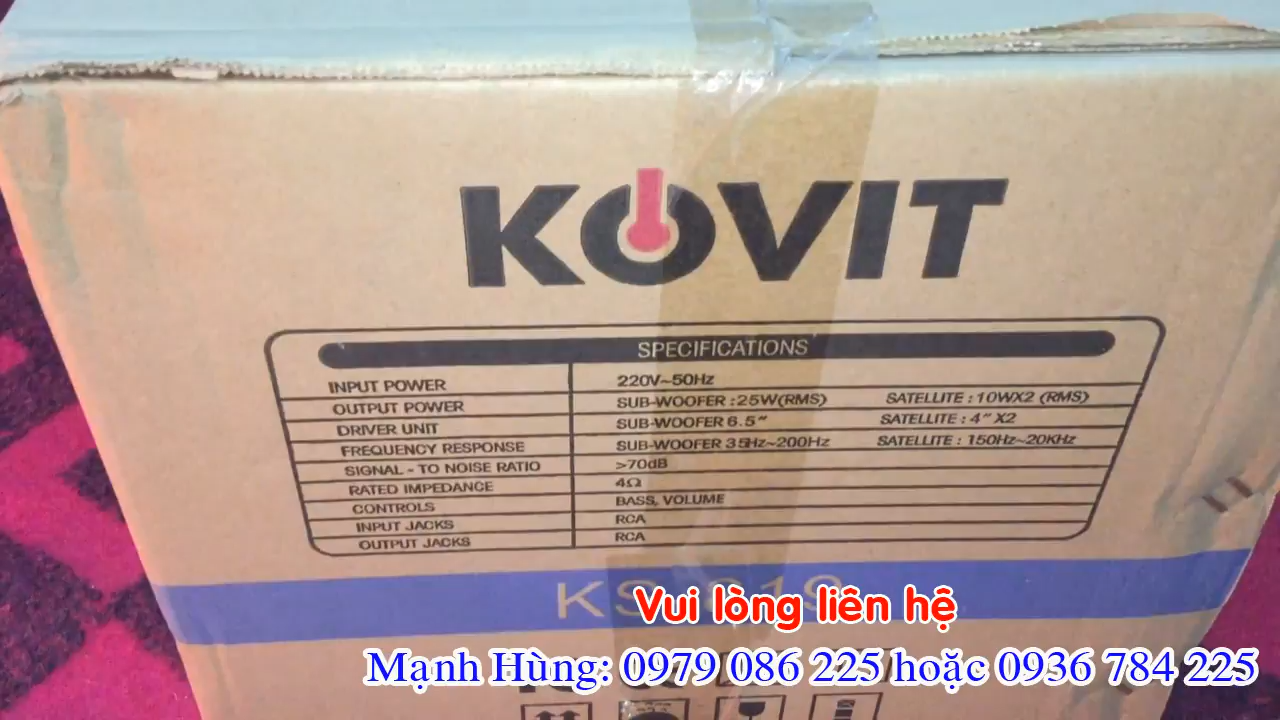 KOVIT
SPECIFICATIONS
INPUT POWER 220V~50Hz
OUTPUT POWER SUB-WOOFER :25W(RMS) SATELLITE : 10WX2 (RMS)
DRIVER UNIT SUB-WOOFER 6.5" SATELLITE : 4" X2
FREQUENCY RESPONSE SUB-WOOFER 35Hz~200Hz SATELLITE : 150Hz~20KHz
SIGNAL - TO NOISE RATIO >70dB
RATED IMPEDANCE 4Ω
CONTROLS BASS, VOLUME
INPUT JACKS RCA
OUTPUT JACKS RCA
Vui lòng liên hệ
Mạnh Hùng: 0979 086 225 hoặc 0936 784 225